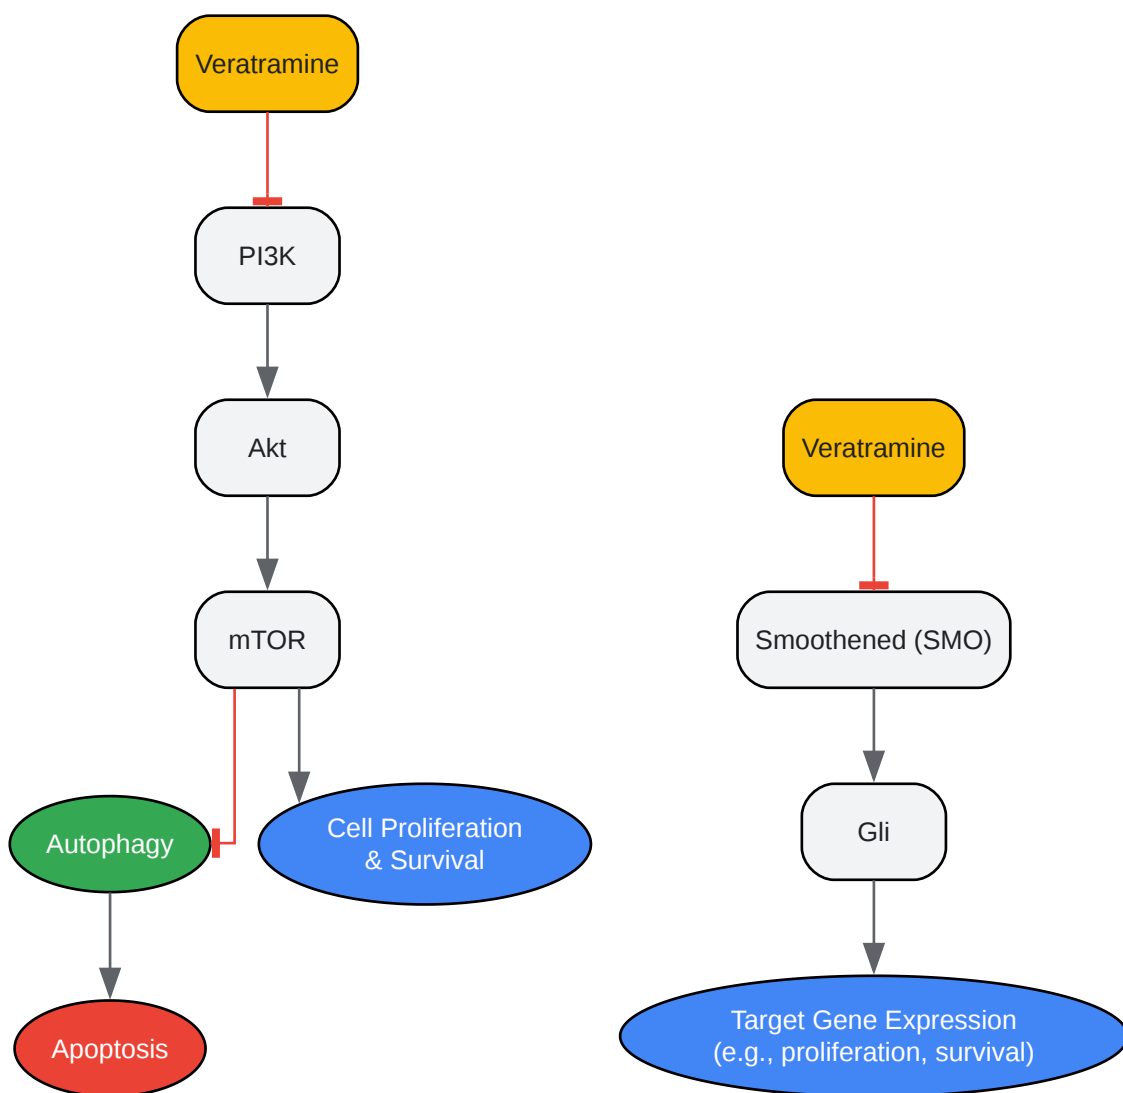 Veratramine
PI3K
Akt
mTOR
Autophagy
Cell Proliferation
& Survival
Apoptosis
Veratramine
Smoothened (SMO)
Gli
Target Gene Expression
(e.g., proliferation, survival)